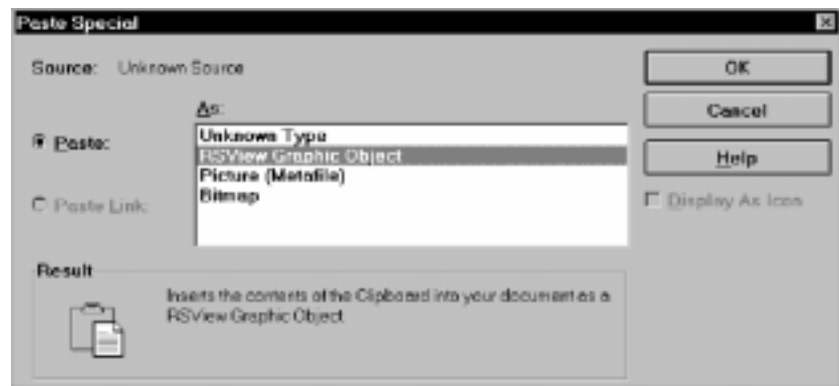 Paste Special
Source: Unknown Source
OK
As:
Cancel
Paste:
Unknown Type
RSView Graphic Object
Help
Picture (Metafile)
Bitmap
Paste Link:
Display As Icon
Result
Inserts the contents of the Clipboard into your document as a
RSView Graphic Object